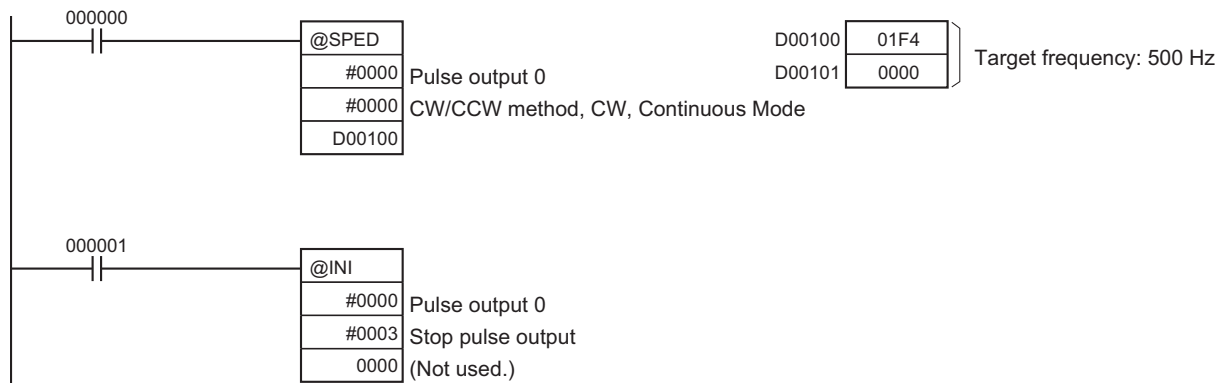 000000
@SPED
#0000 Pulse output 0
#0000 CW/CCW method, CW, Continuous Mode
D00100
D00100 01F4
D00101 0000
Target frequency: 500 Hz
000001
@INI
#0000 Pulse output 0
#0003 Stop pulse output
0000 (Not used.)